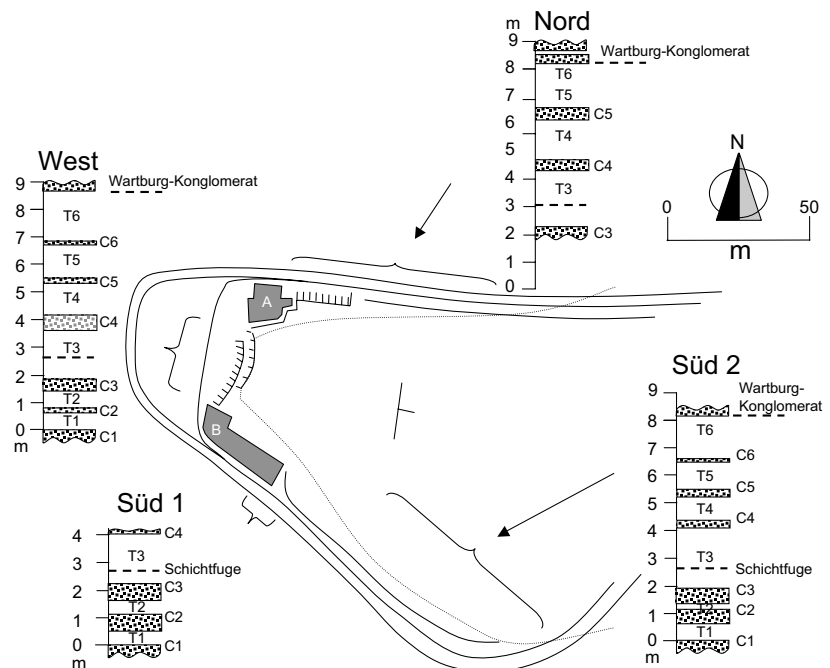 Nord
m
9
8
7
6
5
4
3
2
1
0
Wartburg-Konglomerat
T6
T5
C5
T4
C4
T3
C3
N
0
50
m
West
9
8
7
6
5
4
3
2
1
0
m
Wartburg-Konglomerat
T6
C6
T5
C5
T4
C4
T3
C3
T2
C2
T1
C1
A
B
Süd 1
4
3
2
1
0
m
C4
T3
Schichtfuge
C3
T2
C2
T1
C1
Süd 2
9
8
7
6
5
4
3
2
1
0
m
Wartburg-
Konglomerat
T6
C6
T5
C5
T4
C4
T3
Schichtfuge
C3
T2
C2
T1
C1